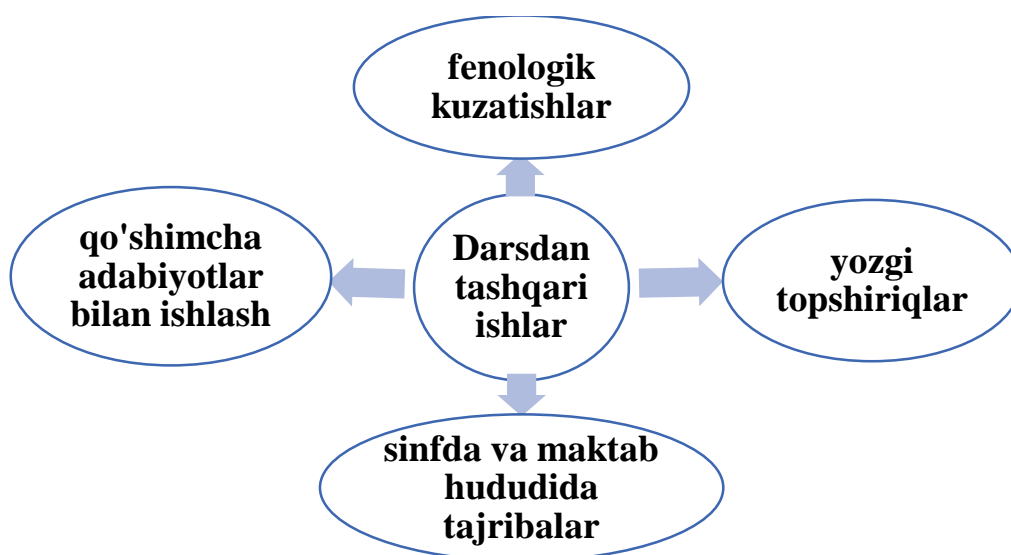 fenologik
kuzatishlar
qo'shimcha
adabiyotlar
bilan ishlash
Darsdan
tashqari
ishlar
yozgi
topshiriqlar
sinfda va maktab
hududida
tajribalar